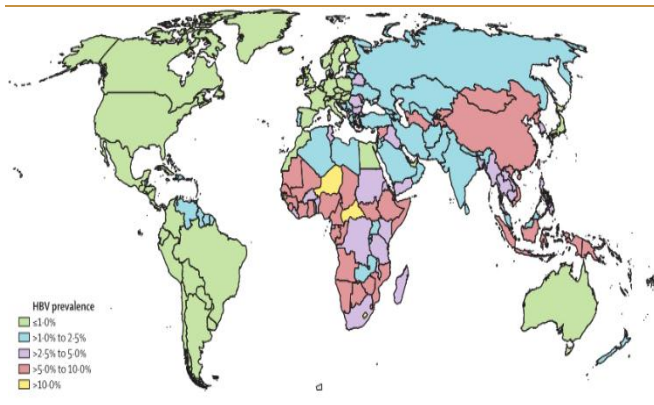 HBV prevalence
≤1·0%
>1·0% to 2·5%
>2·5% to 5·0%
>5·0% to 10·0%
>10·0%